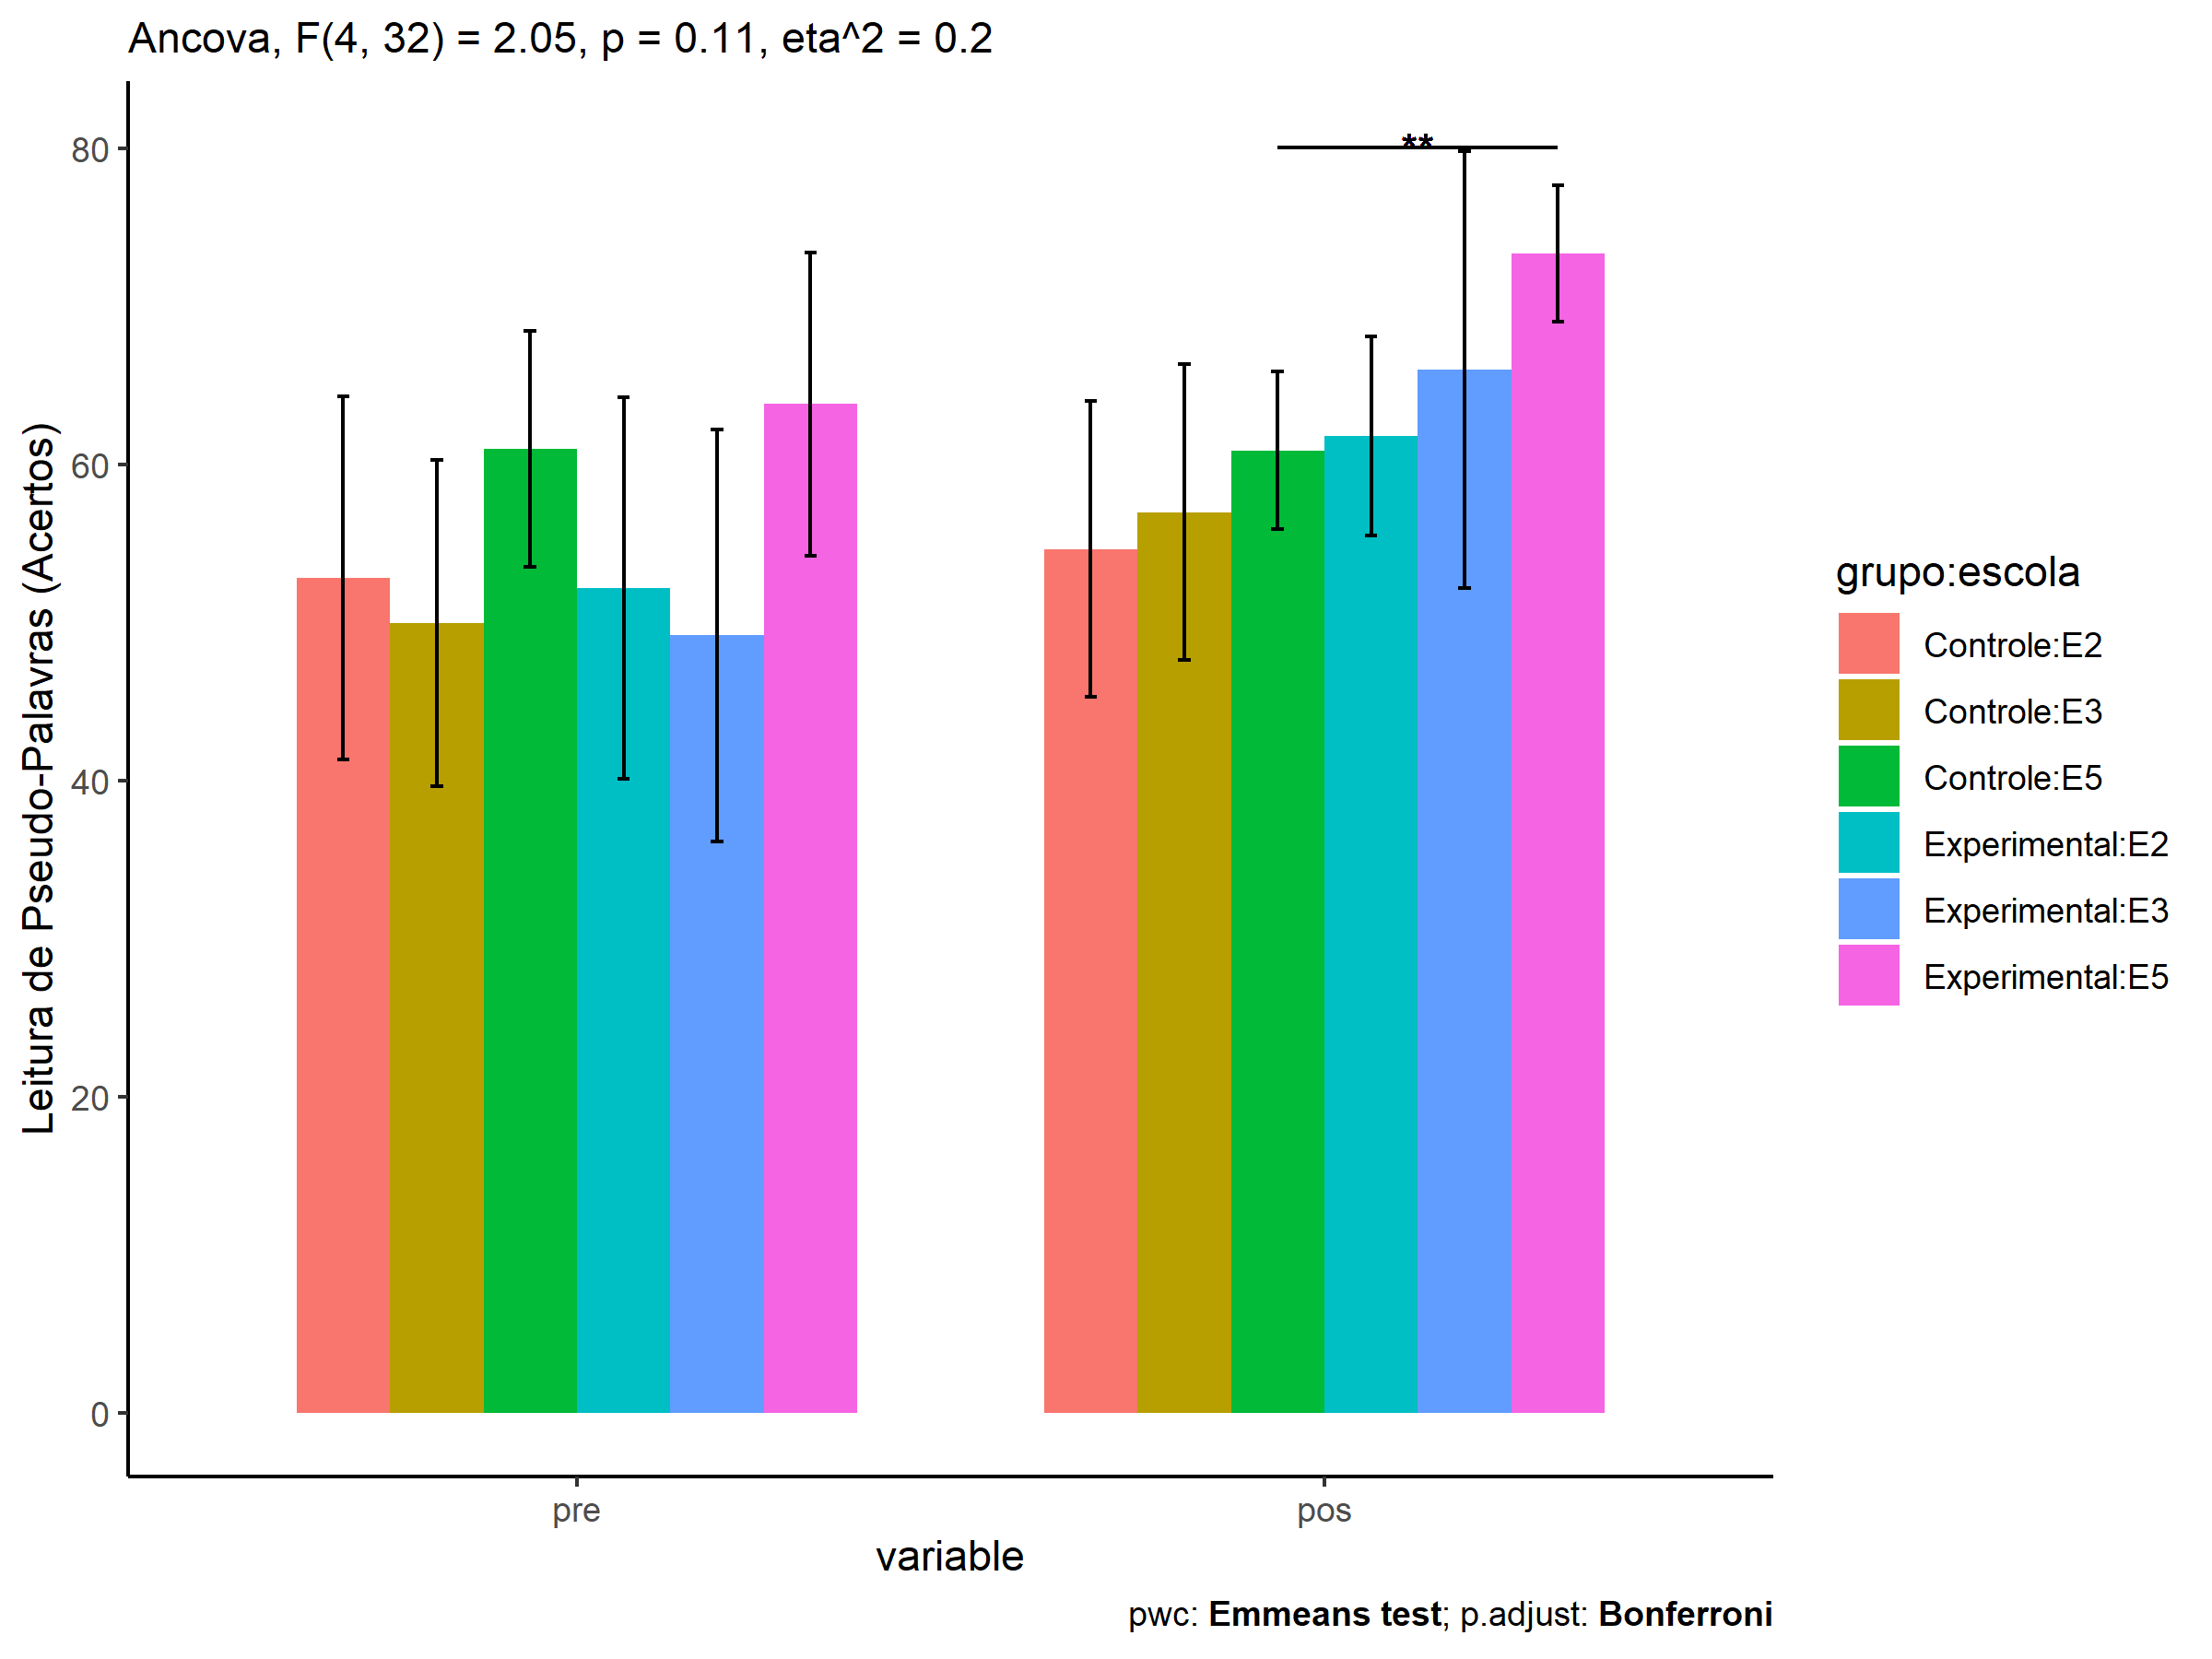 Ancova, F(4, 32) = 2.05, p = 0.11, eta^2 = 0.2
Leitura de Pseudo-Palavras (Acertos)
80
60
40
20
0
**
pre
pos
variable
grupo:escola
Controle:E2
Controle:E3
Controle:E5
Experimental:E2
Experimental:E3
Experimental:E5
pwc: Emmeans test; p.adjust: Bonferroni